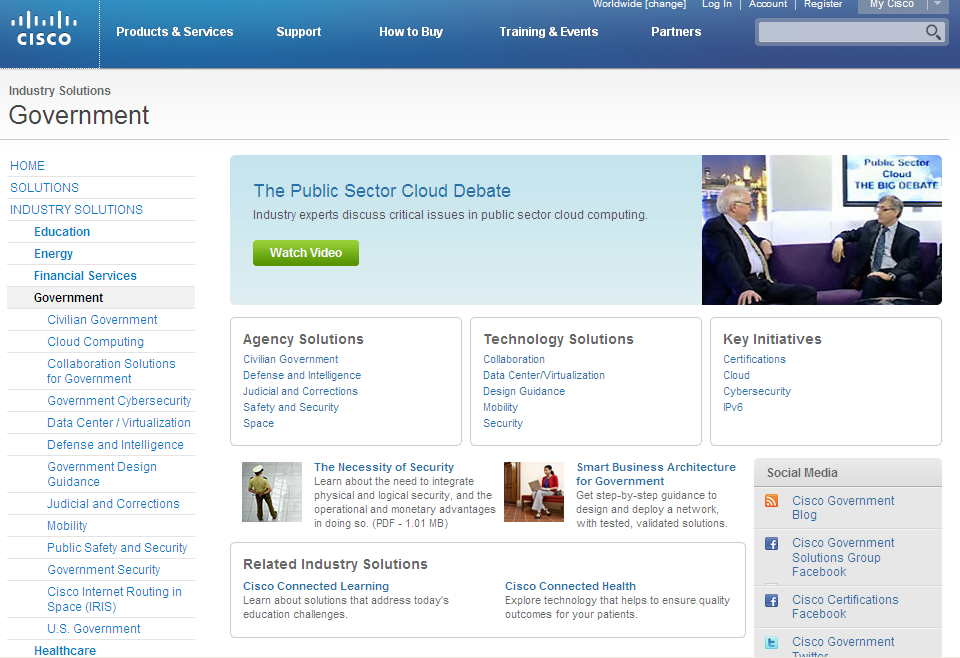 Worldwide [change] Log In Account Register My Cisco
CISCO
Products & Services Support How to Buy Training & Events Partners
Industry Solutions
Government
HOME
SOLUTIONS
INDUSTRY SOLUTIONS
Education
Energy
Financial Services
Government
Civilian Government
Cloud Computing
Collaboration Solutions
for Government
Government Cybersecurity
Data Center / Virtualization
Defense and Intelligence
Government Design
Guidance
Judicial and Corrections
Mobility
Public Safety and Security
Government Security
Cisco Internet Routing in
Space (IRIS)
U.S. Government
Healthcare
The Public Sector Cloud Debate
Industry experts discuss critical issues in public sector cloud computing.
Watch Video
Public Sector
Cloud
THE BIG DEBATE
Agency Solutions
Civilian Government
Defense and Intelligence
Judicial and Corrections
Safety and Security
Space
Technology Solutions
Collaboration
Data Center/Virtualization
Design Guidance
Mobility
Security
Key Initiatives
Certifications
Cloud
Cybersecurity
IPv6
The Necessity of Security
Learn about the need to integrate
physical and logical security, and the
operational and monetary advantages
in doing so. (PDF - 1.01 MB)
Smart Business Architecture
for Government
Get step-by-step guidance to
design and deploy a network,
with tested, validated solutions.
Related Industry Solutions
Cisco Connected Learning
Learn about solutions that address today's
education challenges.
Cisco Connected Health
Explore technology that helps to ensure quality
outcomes for your patients.
Social Media
Cisco Government
Blog
Cisco Government
Solutions Group
Facebook
Cisco Certifications
Facebook
Cisco Government
Twitter